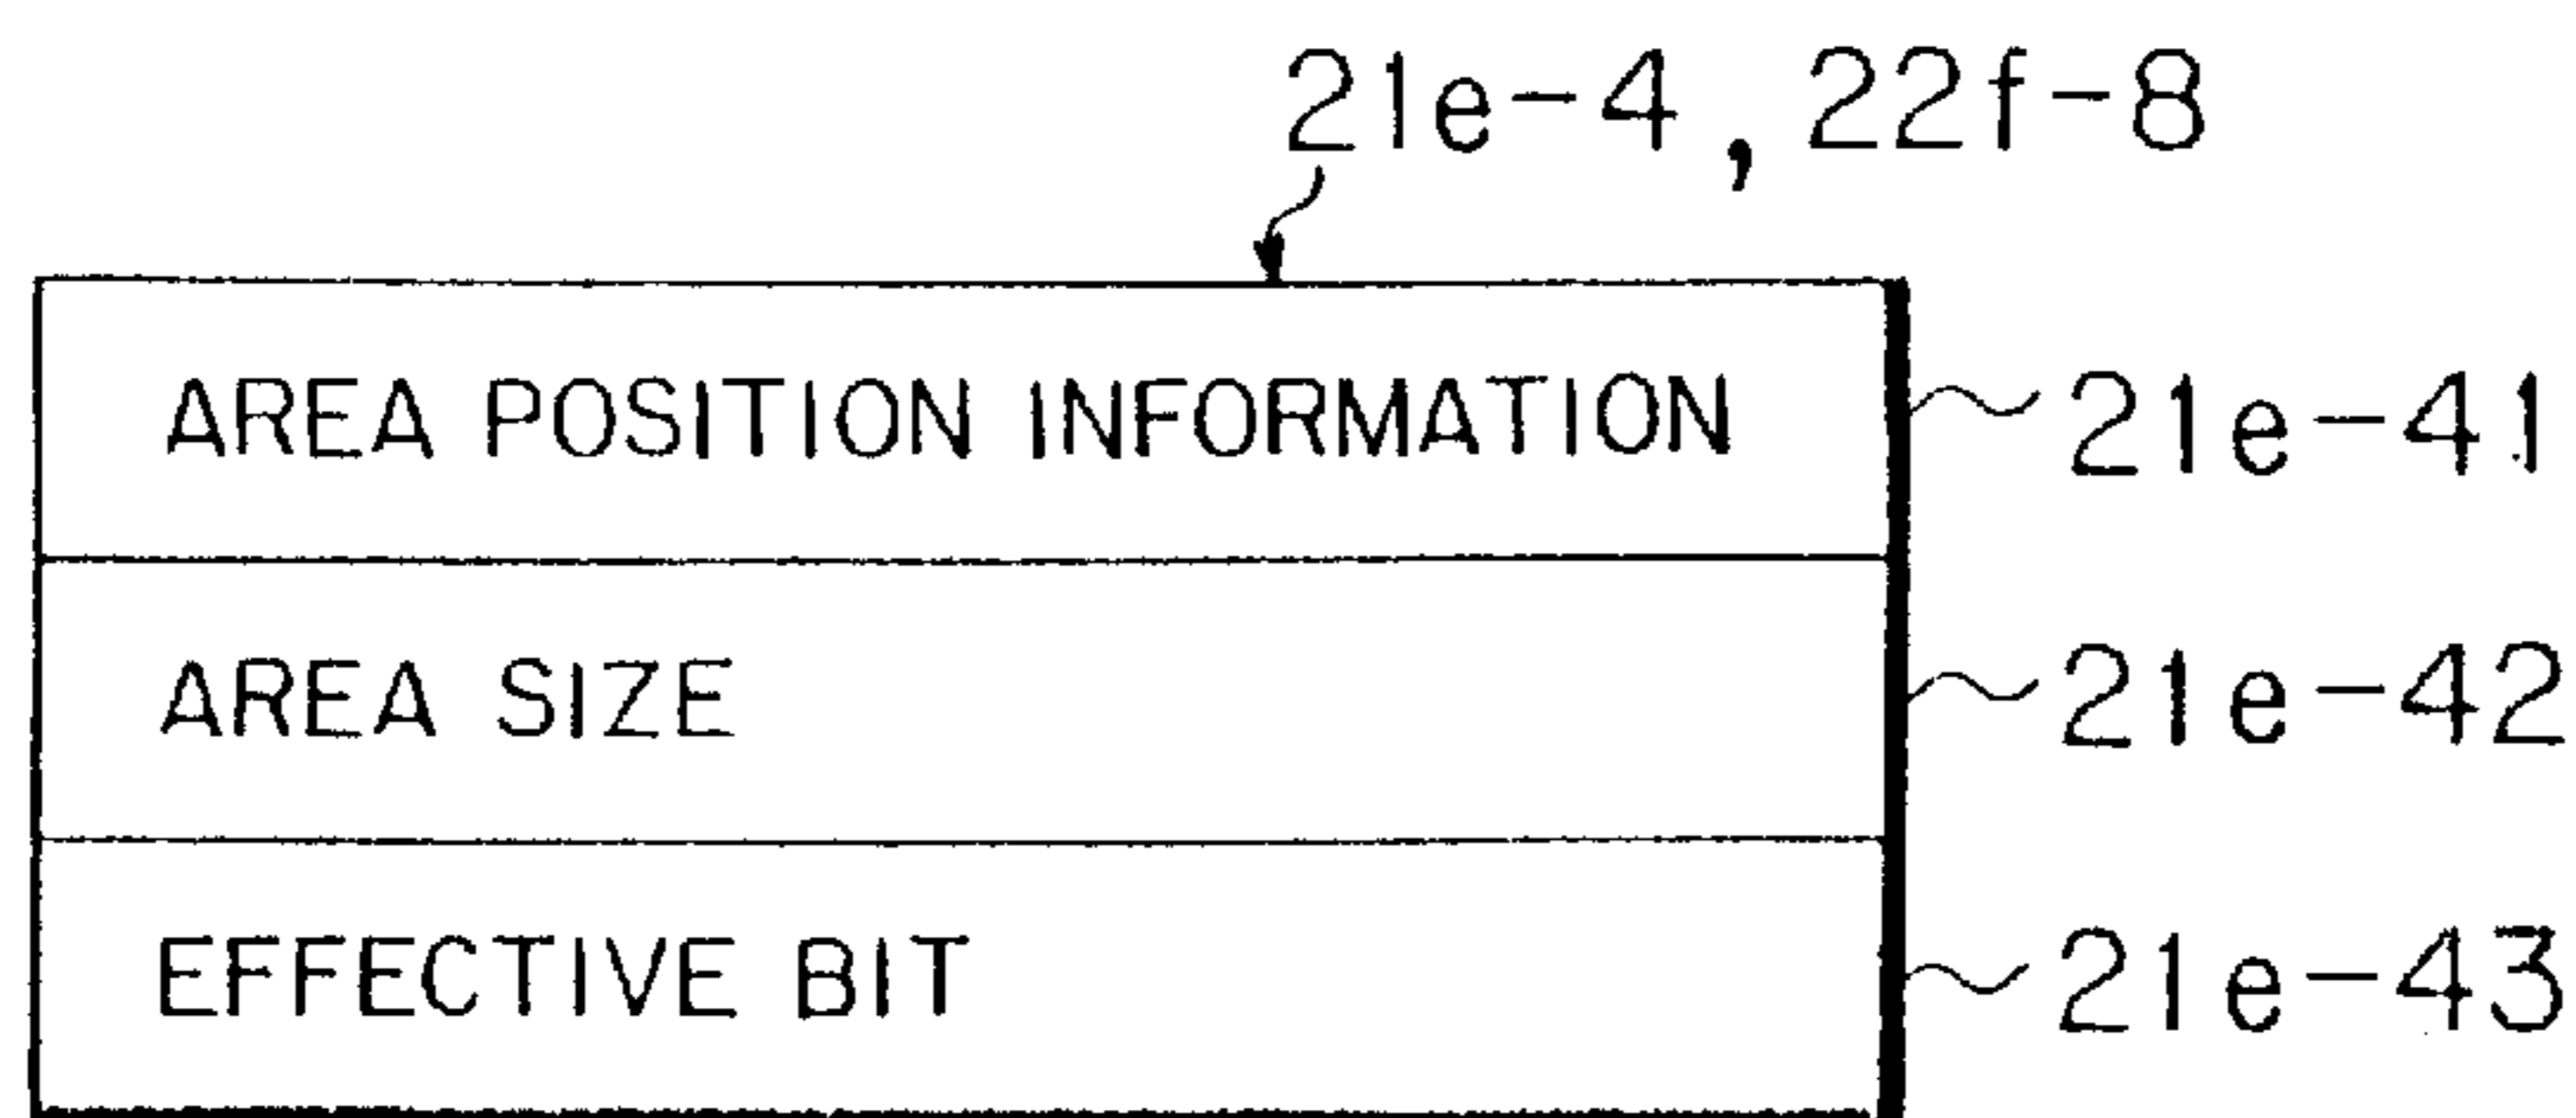 21e-4, 22f-8
AREA POSITION INFORMATION 21e-41
AREA SIZE 21e-42
EFFECTIVE BIT 21e-43